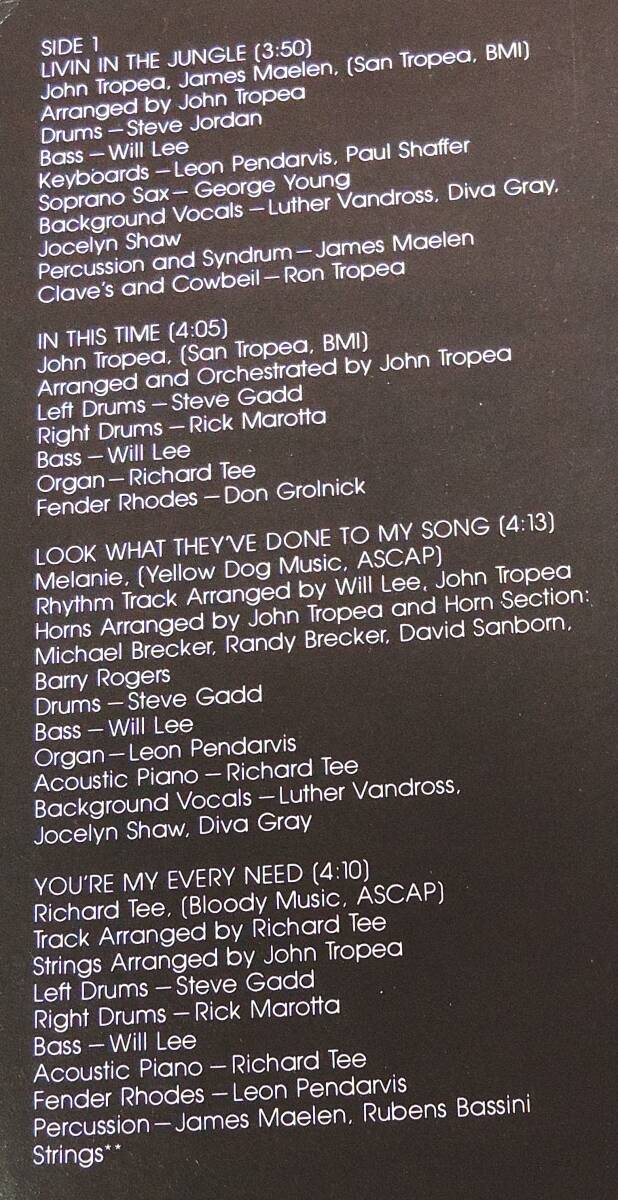 SIDE 1
LIVIN IN THE JUNGLE (3:50)
John Tropea, James Maelen, (San Tropea, BMI)
Arranged by John Tropea
Drums — Steve Jordan
Bass — Will Lee
Keyboards — Leon Pendarvis, Paul Shaffer
Soprano Sax — George Young
Background Vocals — Luther Vandross, Diva Gray,
Jocelyn Shaw
Percussion and Syndrum — James Maelen
Clave's and Cowbell — Ron Tropea
IN THIS TIME (4:05)
John Tropea, (San Tropea, BMI)
Arranged and Orchestrated by John Tropea
Left Drums — Steve Gadd
Right Drums — Rick Marotta
Bass — Will Lee
Organ — Richard Tee
Fender Rhodes — Don Grolnick
LOOK WHAT THEY'VE DONE TO MY SONG (4:13)
Melanie, (Yellow Dog Music, ASCAP)
Rhythm Track Arranged by Will Lee, John Tropea
Horns Arranged by John Tropea and Horn Section:
Michael Brecker, Randy Brecker, David Sanborn,
Barry Rogers
Drums — Steve Gadd
Bass — Will Lee
Organ — Leon Pendarvis
Acoustic Piano — Richard Tee
Background Vocals — Luther Vandross,
Jocelyn Shaw, Diva Gray
YOU'RE MY EVERY NEED (4:10)
Richard Tee, (Bloody Music, ASCAP)
Track Arranged by Richard Tee
Strings Arranged by John Tropea
Left Drums — Steve Gadd
Right Drums — Rick Marotta
Bass — Will Lee
Acoustic Piano — Richard Tee
Fender Rhodes — Leon Pendarvis
Percussion — James Maelen, Rubens Bassini
Strings**